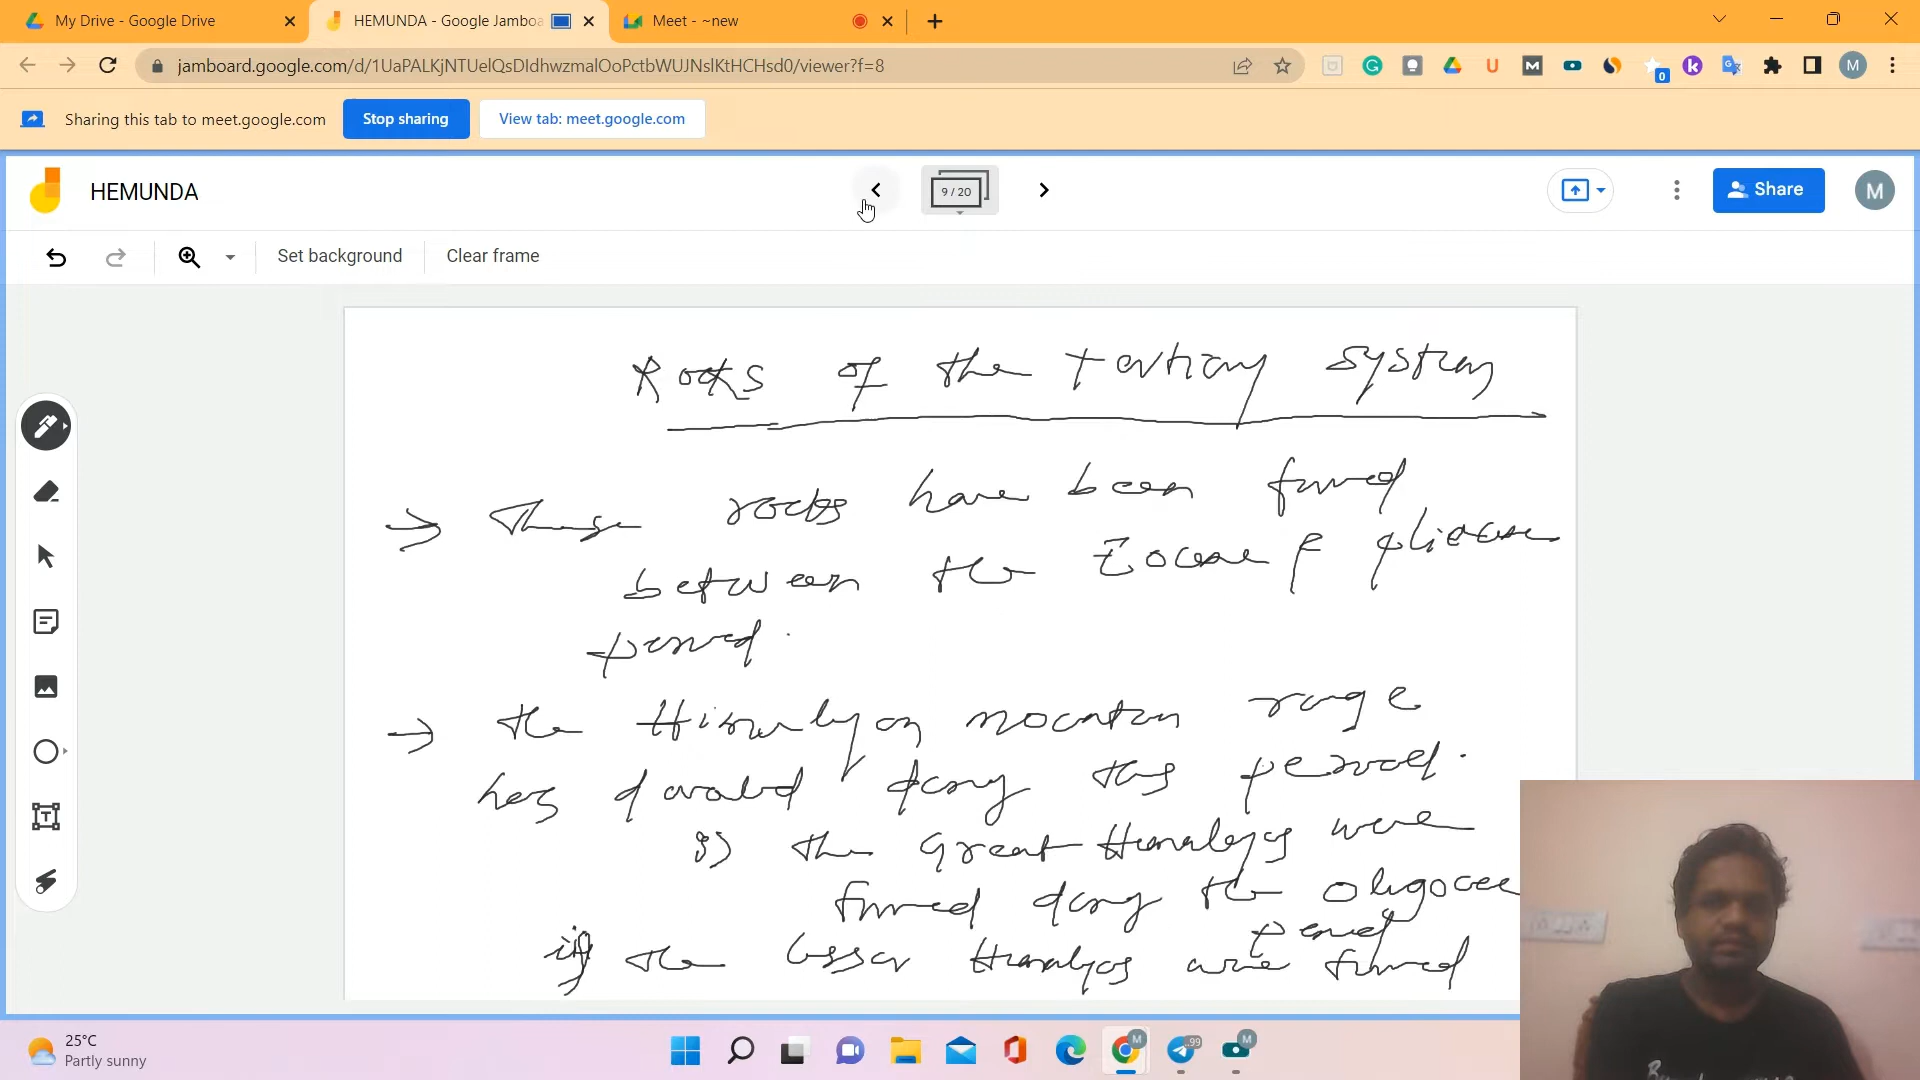 My Drive - Google Drive
HEMUNDA - Google Jamboa
Meet - ~new
jamboard.google.com/d/1UaPALKjNTUelQsDIdhwzmalOoPctbWUJNslKtHCHsd0/viewer?f=8
0
M
Sharing this tab to meet.google.com
Stop sharing
View tab: meet.google.com
HEMUNDA
9 / 20
Share
M
Set background
Clear frame
Rocks of the tertiary system
→ These rocks have been formed
between the Eocene & pliocene
period.
→ the Himalayan mountain range
has during this period.
i) the Great Himalayas were
formed during the oligocene
period
ii) the lesser Himalayas were formed
25°C
Partly sunny
M
99
M